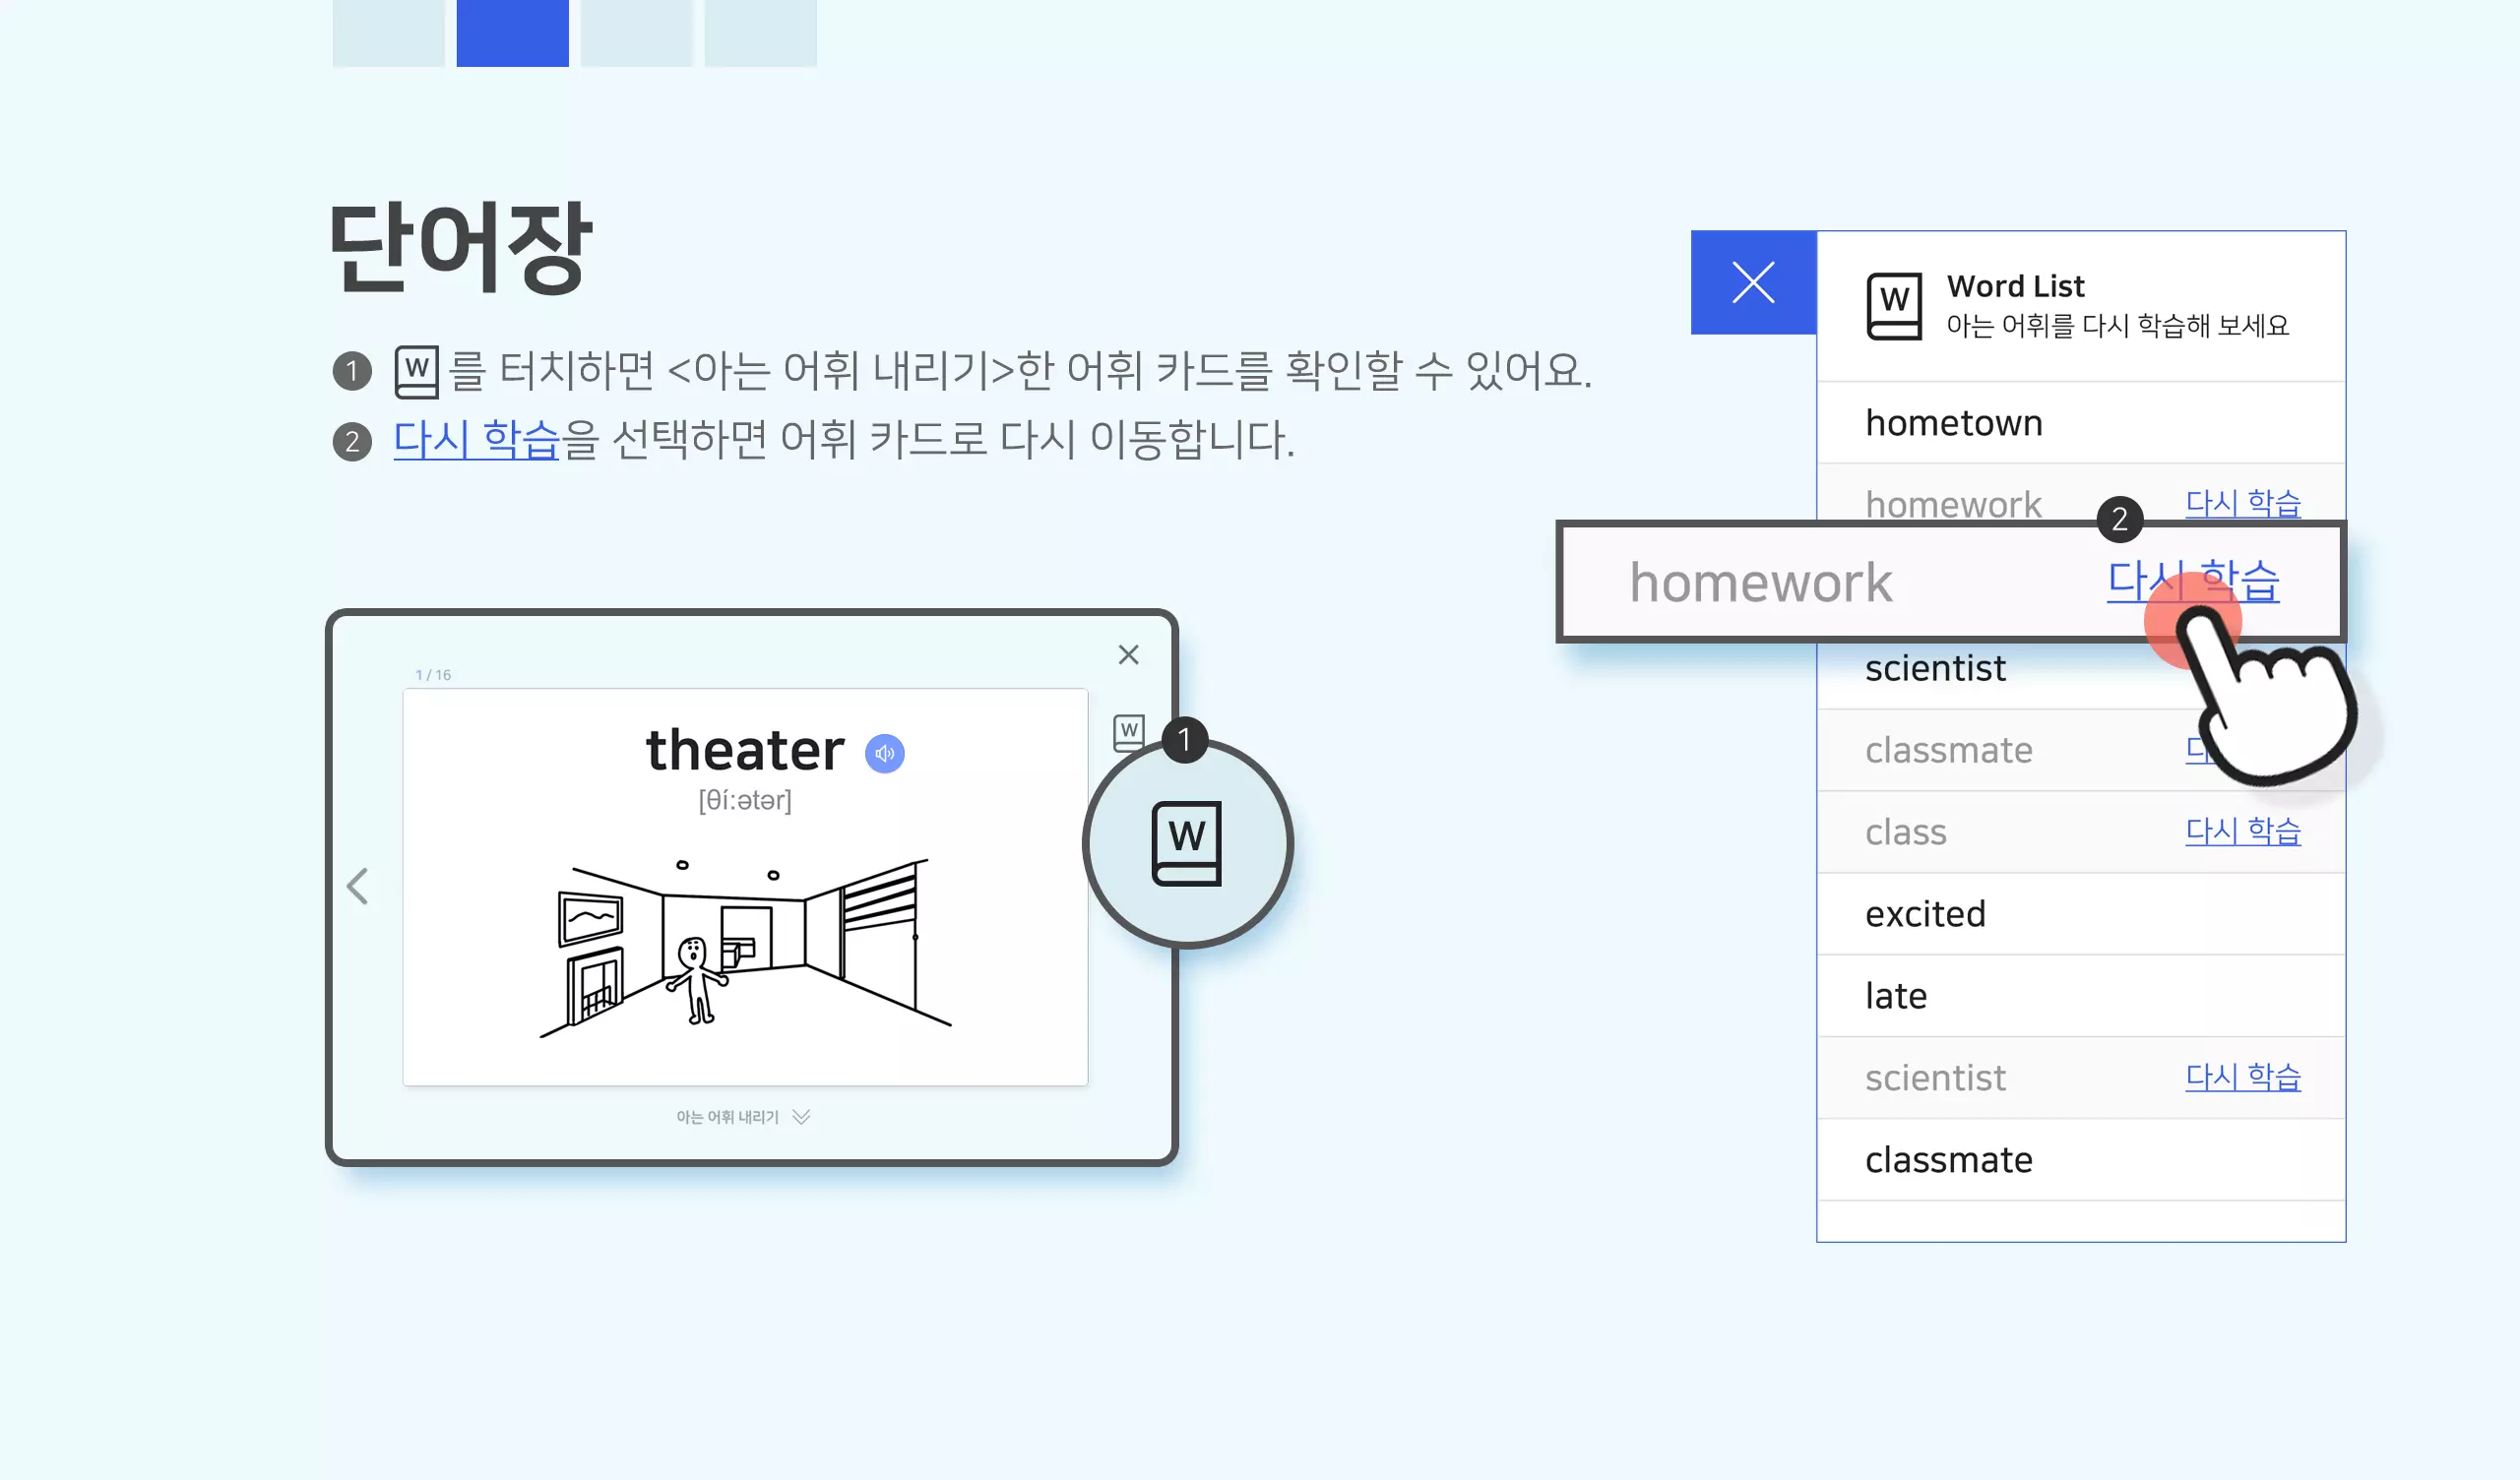 단어장
1 W 를 터치하면 <아는 어휘 내리기>한 어휘 카드를 확인할 수 있어요.
2 다시 학습을 선택하면 어휘 카드로 다시 이동합니다.
1 / 16
theater
[θí:ətər]
아는 어휘 내리기
W
1
W
W
Word List
아는 어휘를 다시 학습해 보세요
hometown
homework 다시 학습
2
homework 다시 학습
scientist
classmate
class 다시 학습
excited
late
scientist 다시 학습
classmate